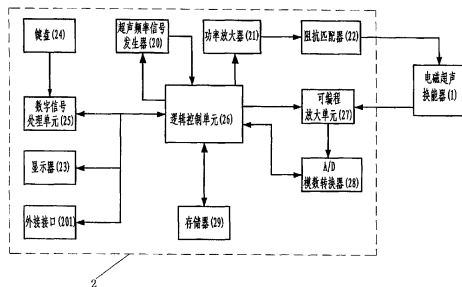 键盘(24)
超声频率信号
发生器(20)
功率放大器(21)
阻抗匹配器(22)
电磁超声
换能器(1)
数字信号
处理单元(25)
逻辑控制
单元(26)
可编程
放大单元
(27)
显示器(23)
A/D
模数转换器(28)
外接接口(201)
存储器(29)
2